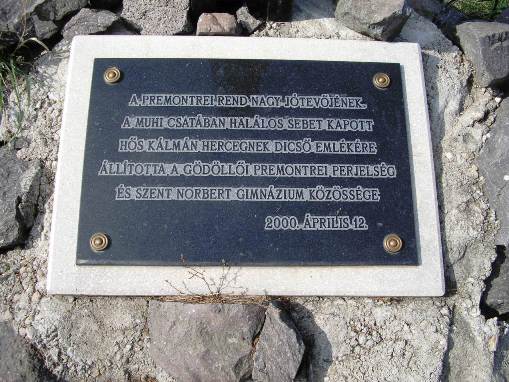 A PREMONTREI REND NAGY JÓTEVŐJÉNEK,
A MUHI CSATÁBAN HALÁLOS SEBET KAPOTT
HŐS KÁLMÁN HERCEGNEK DICSŐ EMLÉKÉRE
ÁLLÍTOTTA A GÖDÖLLŐI PREMONTREI PERJELSÉG
ÉS SZENT NORBERT GIMNÁZIUM KÖZÖSSÉGE.
2000. ÁPRILIS 12.